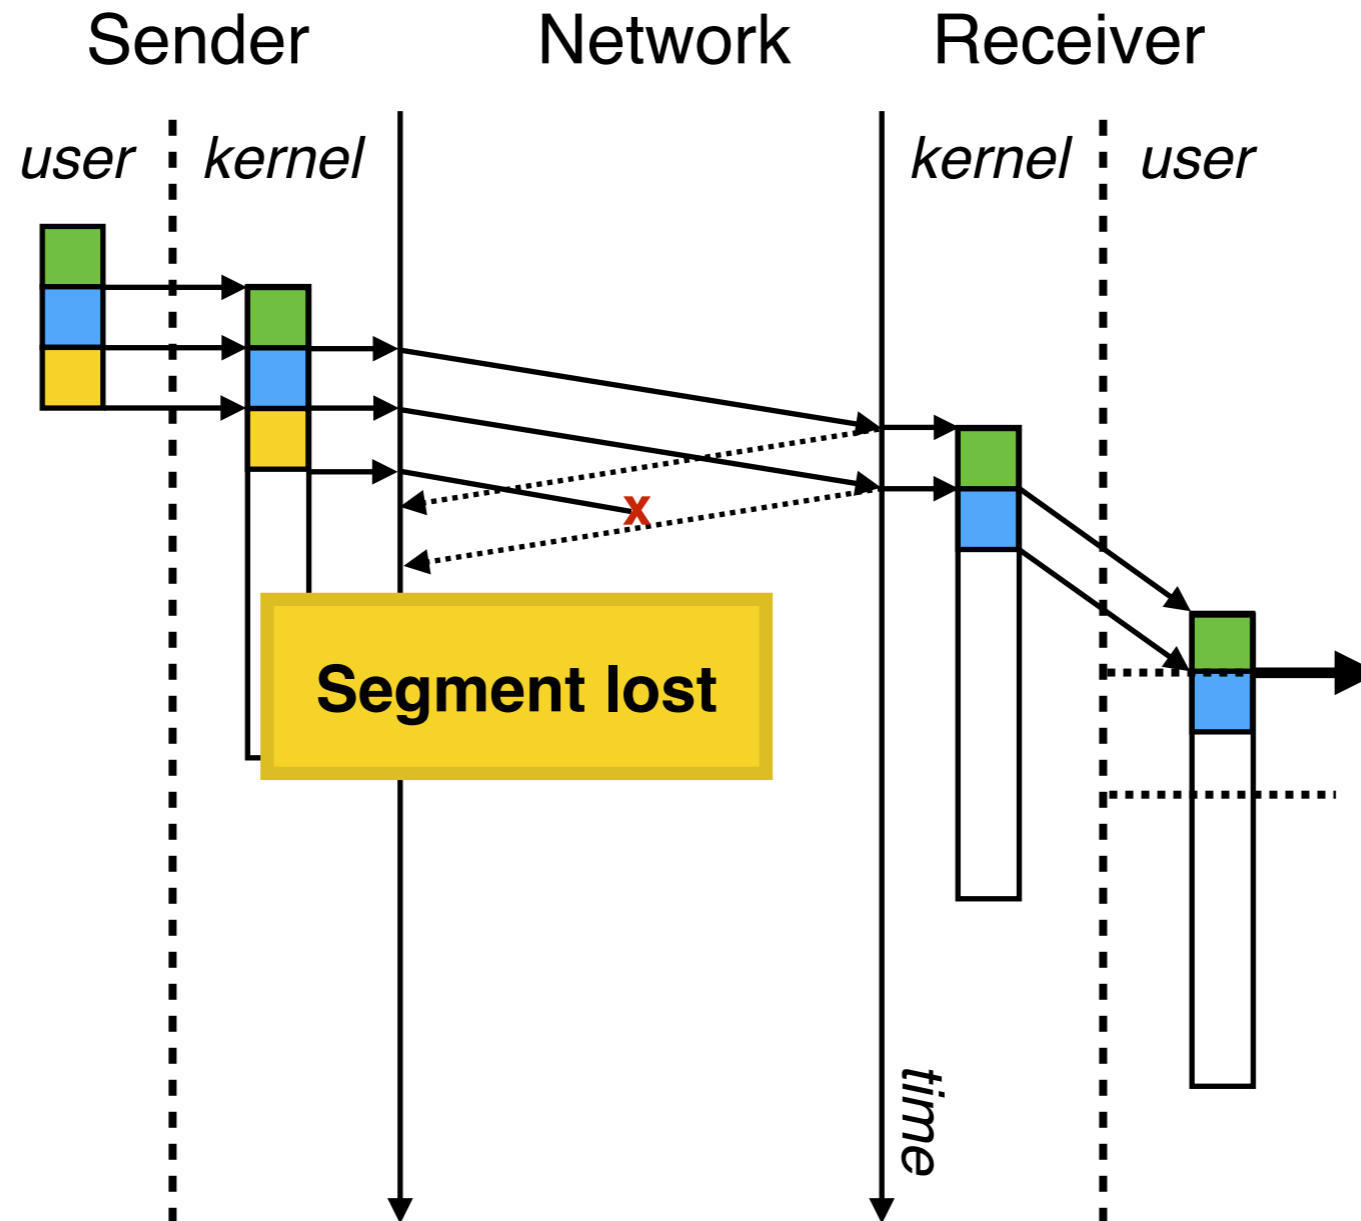 Sender
Network
Receiver
user
kernel
kernel
user
X
Segment lost
time